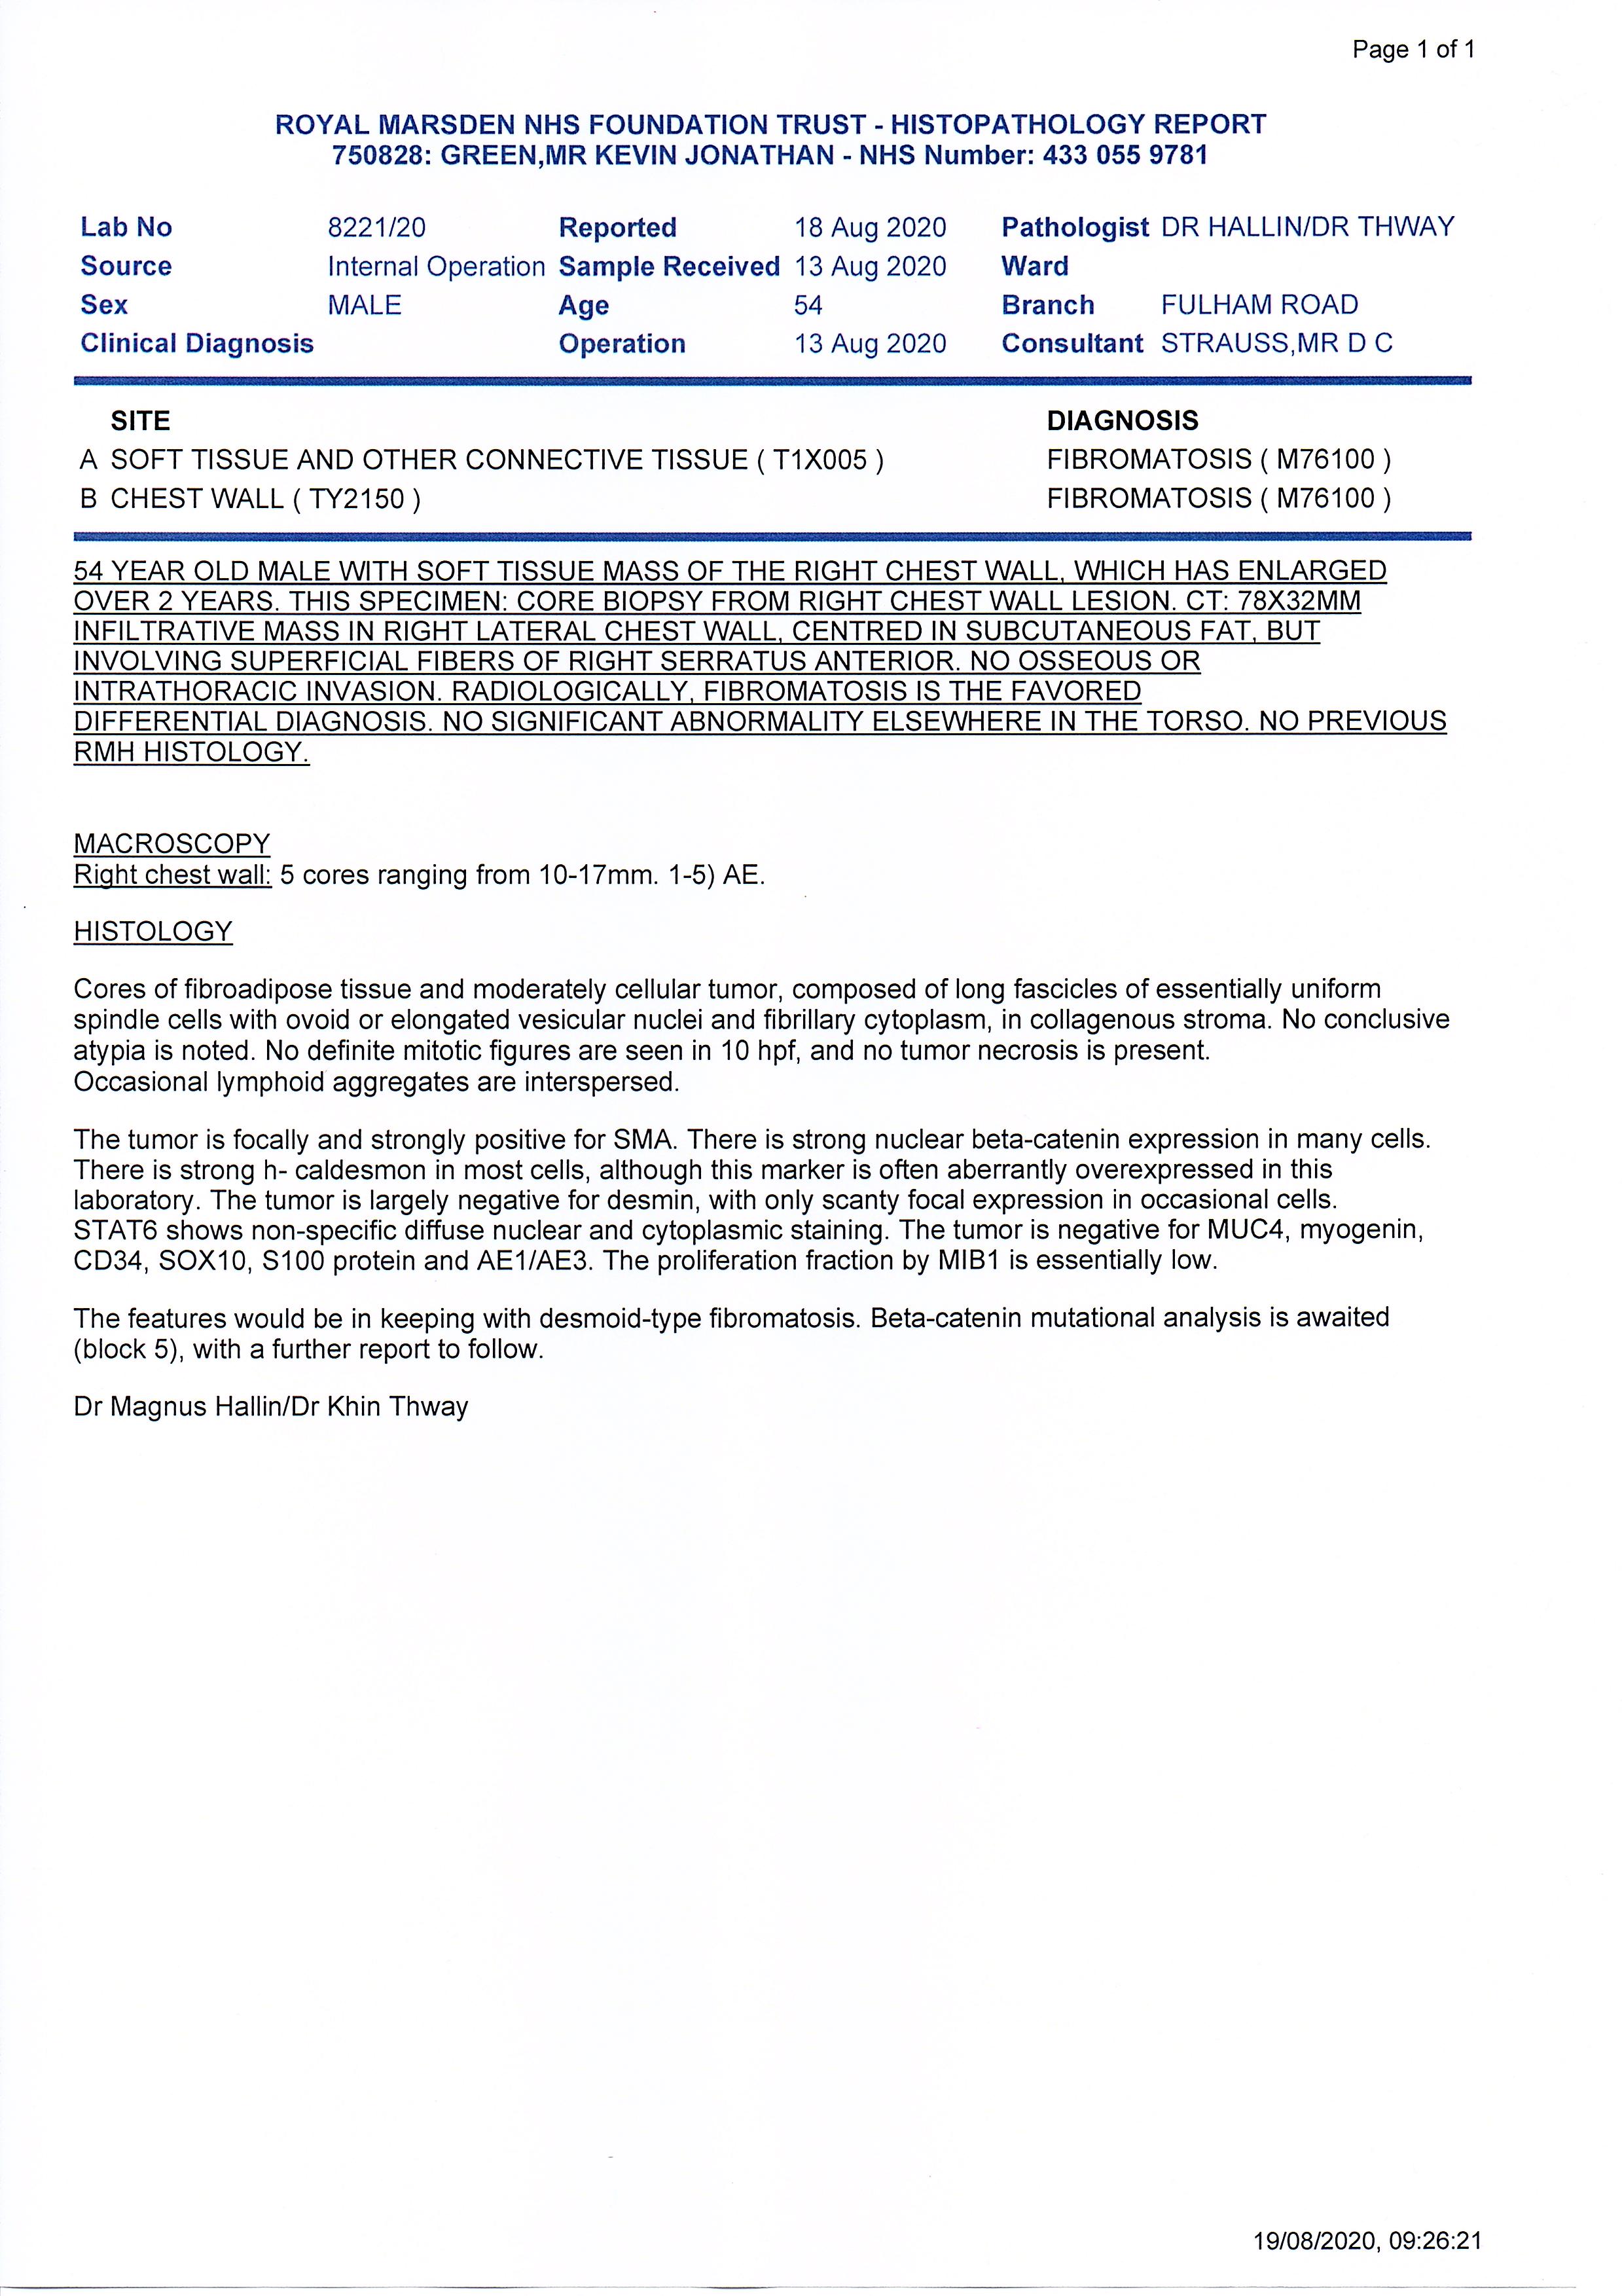 Page 1 of 1
ROYAL MARSDEN NHS FOUNDATION TRUST - HISTOPATHOLOGY REPORT
750828: GREEN,MR KEVIN JONATHAN - NHS Number: 433 055 9781
Lab No 8221/20 Reported 18 Aug 2020 Pathologist DR HALLIN/DR THWAY
Source Internal Operation Sample Received 13 Aug 2020 Ward
Sex MALE Age 54 Branch FULHAM ROAD
Clinical Diagnosis Operation 13 Aug 2020 Consultant STRAUSS,MR D C
SITE DIAGNOSIS
A SOFT TISSUE AND OTHER CONNECTIVE TISSUE ( T1X005 ) FIBROMATOSIS ( M76100 )
B CHEST WALL ( TY2150 ) FIBROMATOSIS ( M76100 )
54 YEAR OLD MALE WITH SOFT TISSUE MASS OF THE RIGHT CHEST WALL, WHICH HAS ENLARGED
OVER 2 YEARS. THIS SPECIMEN: CORE BIOPSY FROM RIGHT CHEST WALL LESION. CT: 78X32MM
INFILTRATIVE MASS IN RIGHT LATERAL CHEST WALL, CENTRED IN SUBCUTANEOUS FAT, BUT
INVOLVING SUPERFICIAL FIBERS OF RIGHT SERRATUS ANTERIOR. NO OSSEOUS OR
INTRATHORACIC INVASION. RADIOLOGICALLY, FIBROMATOSIS IS THE FAVORED
DIFFERENTIAL DIAGNOSIS. NO SIGNIFICANT ABNORMALITY ELSEWHERE IN THE TORSO. NO PREVIOUS
RMH HISTOLOGY.
MACROSCOPY
Right chest wall: 5 cores ranging from 10-17mm. 1-5) AE.
HISTOLOGY
Cores of fibroadipose tissue and moderately cellular tumor, composed of long fascicles of essentially uniform
spindle cells with ovoid or elongated vesicular nuclei and fibrillary cytoplasm, in collagenous stroma. No conclusive
atypia is noted. No definite mitotic figures are seen in 10 hpf, and no tumor necrosis is present.
Occasional lymphoid aggregates are interspersed.
The tumor is focally and strongly positive for SMA. There is strong nuclear beta-catenin expression in many cells.
There is strong h- caldesmon in most cells, although this marker is often aberrantly overexpressed in this
laboratory. The tumor is largely negative for desmin, with only scanty focal expression in occasional cells.
STAT6 shows non-specific diffuse nuclear and cytoplasmic staining. The tumor is negative for MUC4, myogenin,
CD34, SOX10, S100 protein and AE1/AE3. The proliferation fraction by MIB1 is essentially low.
The features would be in keeping with desmoid-type fibromatosis. Beta-catenin mutational analysis is awaited
(block 5), with a further report to follow.
Dr Magnus Hallin/Dr Khin Thway
19/08/2020, 09:26:21